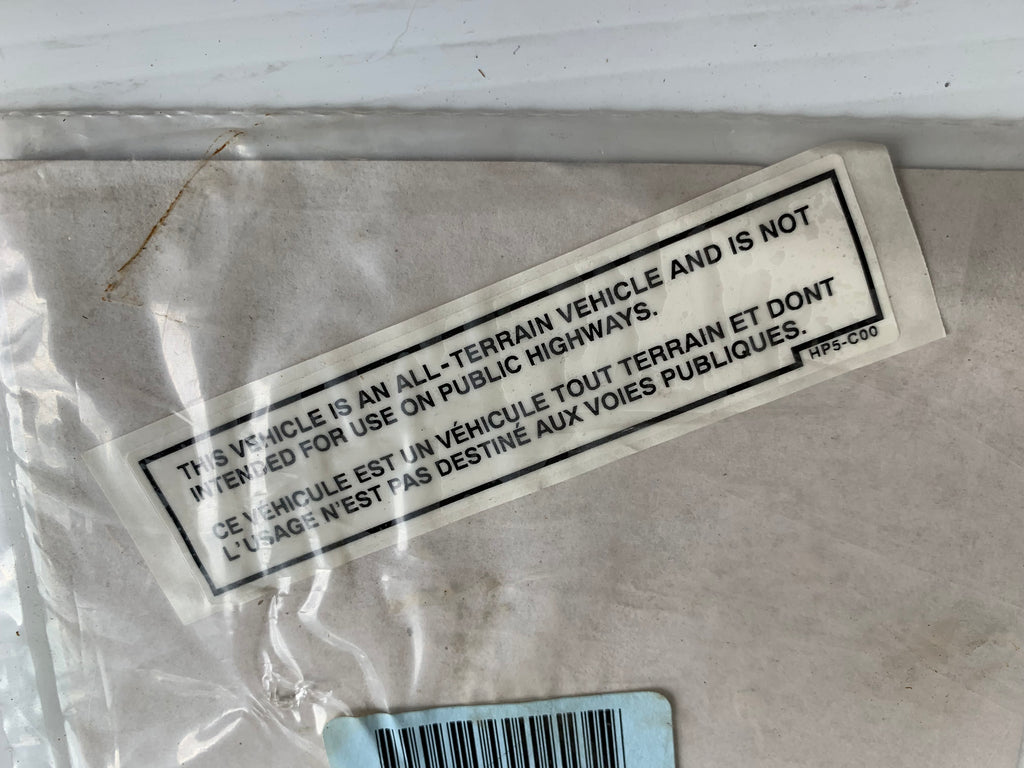 THIS VEHICLE IS AN ALL-TERRAIN VEHICLE AND IS NOT
INTENDED FOR USE ON PUBLIC HIGHWAYS.
CE VÉHICULE EST UN VÉHICULE TOUT TERRAIN ET DONT
L'USAGE N'EST PAS DESTINÉ AUX VOIES PUBLIQUES.
HP5-C00